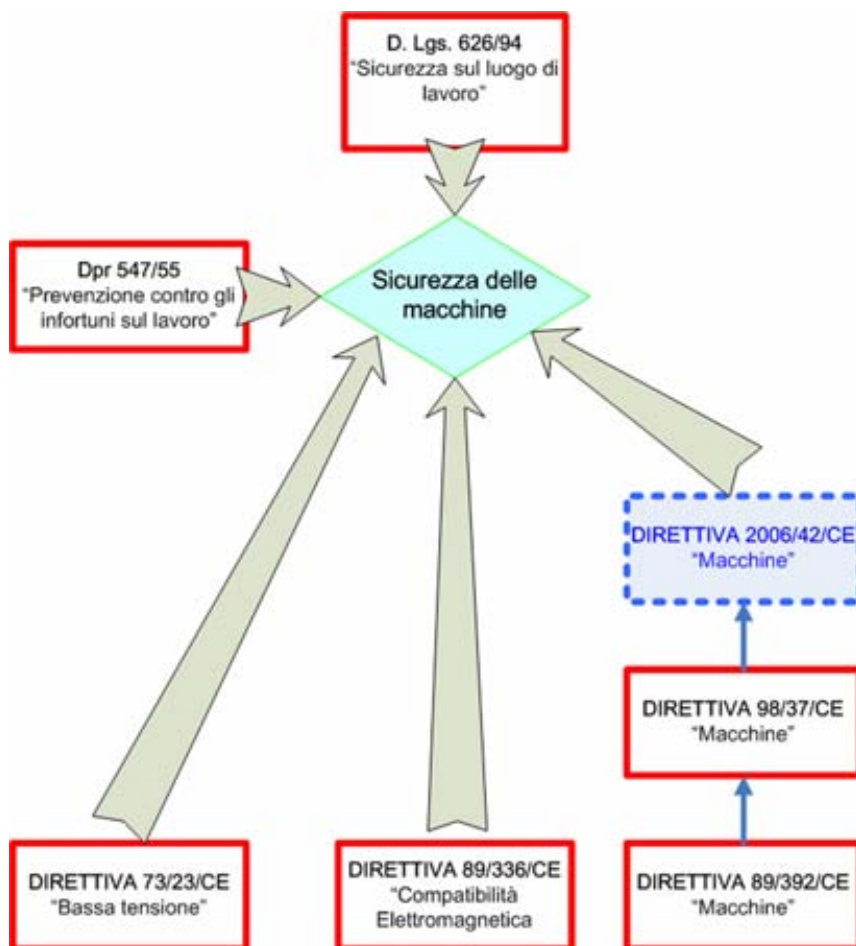 D. Lgs. 626/94
“Sicurezza sul luogo di
lavoro”
Dpr 547/55
“Prevenzione contro gli
infortuni sul lavoro”
Sicurezza delle
macchine
DIRETTIVA 2006/42/CE
“Macchine”
DIRETTIVA 98/37/CE
“Macchine”
DIRETTIVA 73/23/CE
“Bassa tensione”
DIRETTIVA 89/336/CE
“Compatibilità
Elettromagnetica
DIRETTIVA 89/392/CE
“Macchine”